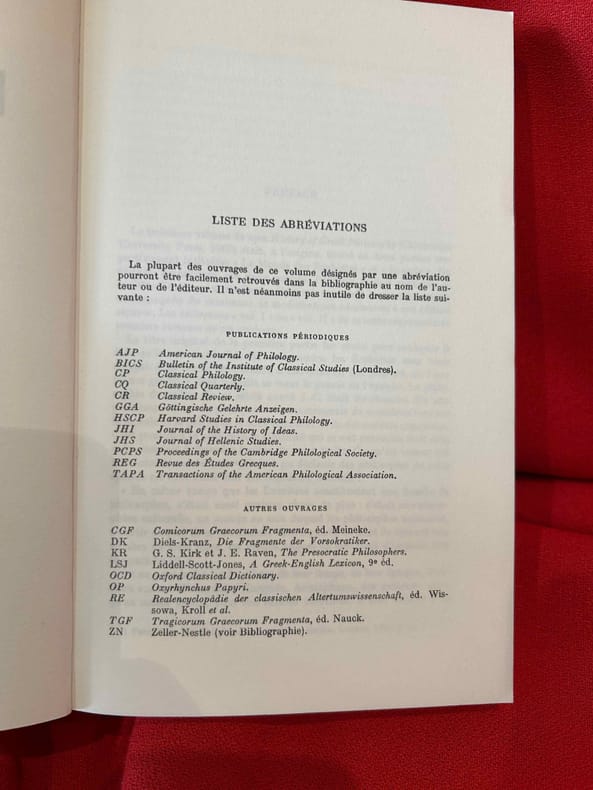 LISTE DES ABRÉVIATIONS
La plupart des ouvrages de ce volume désignés par une abréviation
pourront être facilement retrouvés dans la bibliographie au nom de l'au-
teur ou de l'éditeur. Il n'est néanmoins pas inutile de dresser la liste sui-
vante :
PUBLICATIONS PÉRIODIQUES
AJP American Journal of Philology.
BICS Bulletin of the Institute of Classical Studies (Londres).
CP Classical Philology.
CQ Classical Quarterly.
CR Classical Review.
GGA Göttingische Gelehrte Anzeigen.
HSCP Harvard Studies in Classical Philology.
JHI Journal of the History of Ideas.
JHS Journal of Hellenic Studies.
PCPS Proceedings of the Cambridge Philological Society.
REG Revue des Études Grecques.
TAPA Transactions of the American Philological Association.
AUTRES OUVRAGES
CGF Comicorum Graecorum Fragmenta, éd. Meineke.
DK Diels-Kranz, Die Fragmente der Vorsokratiker.
KR G. S. Kirk et J. E. Raven, The Presocratic Philosophers.
LSJ Liddell-Scott-Jones, A Greek-English Lexicon, 9e éd.
OCD Oxford Classical Dictionary.
OP Oxyrhynchus Papyri.
RE Realencyclopädie der classischen Altertumswissenschaft, éd. Wis-
sowa, Kroll et al.
TGF Tragicorum Graecorum Fragmenta, éd. Nauck.
ZN Zeller-Nestle (voir Bibliographie).